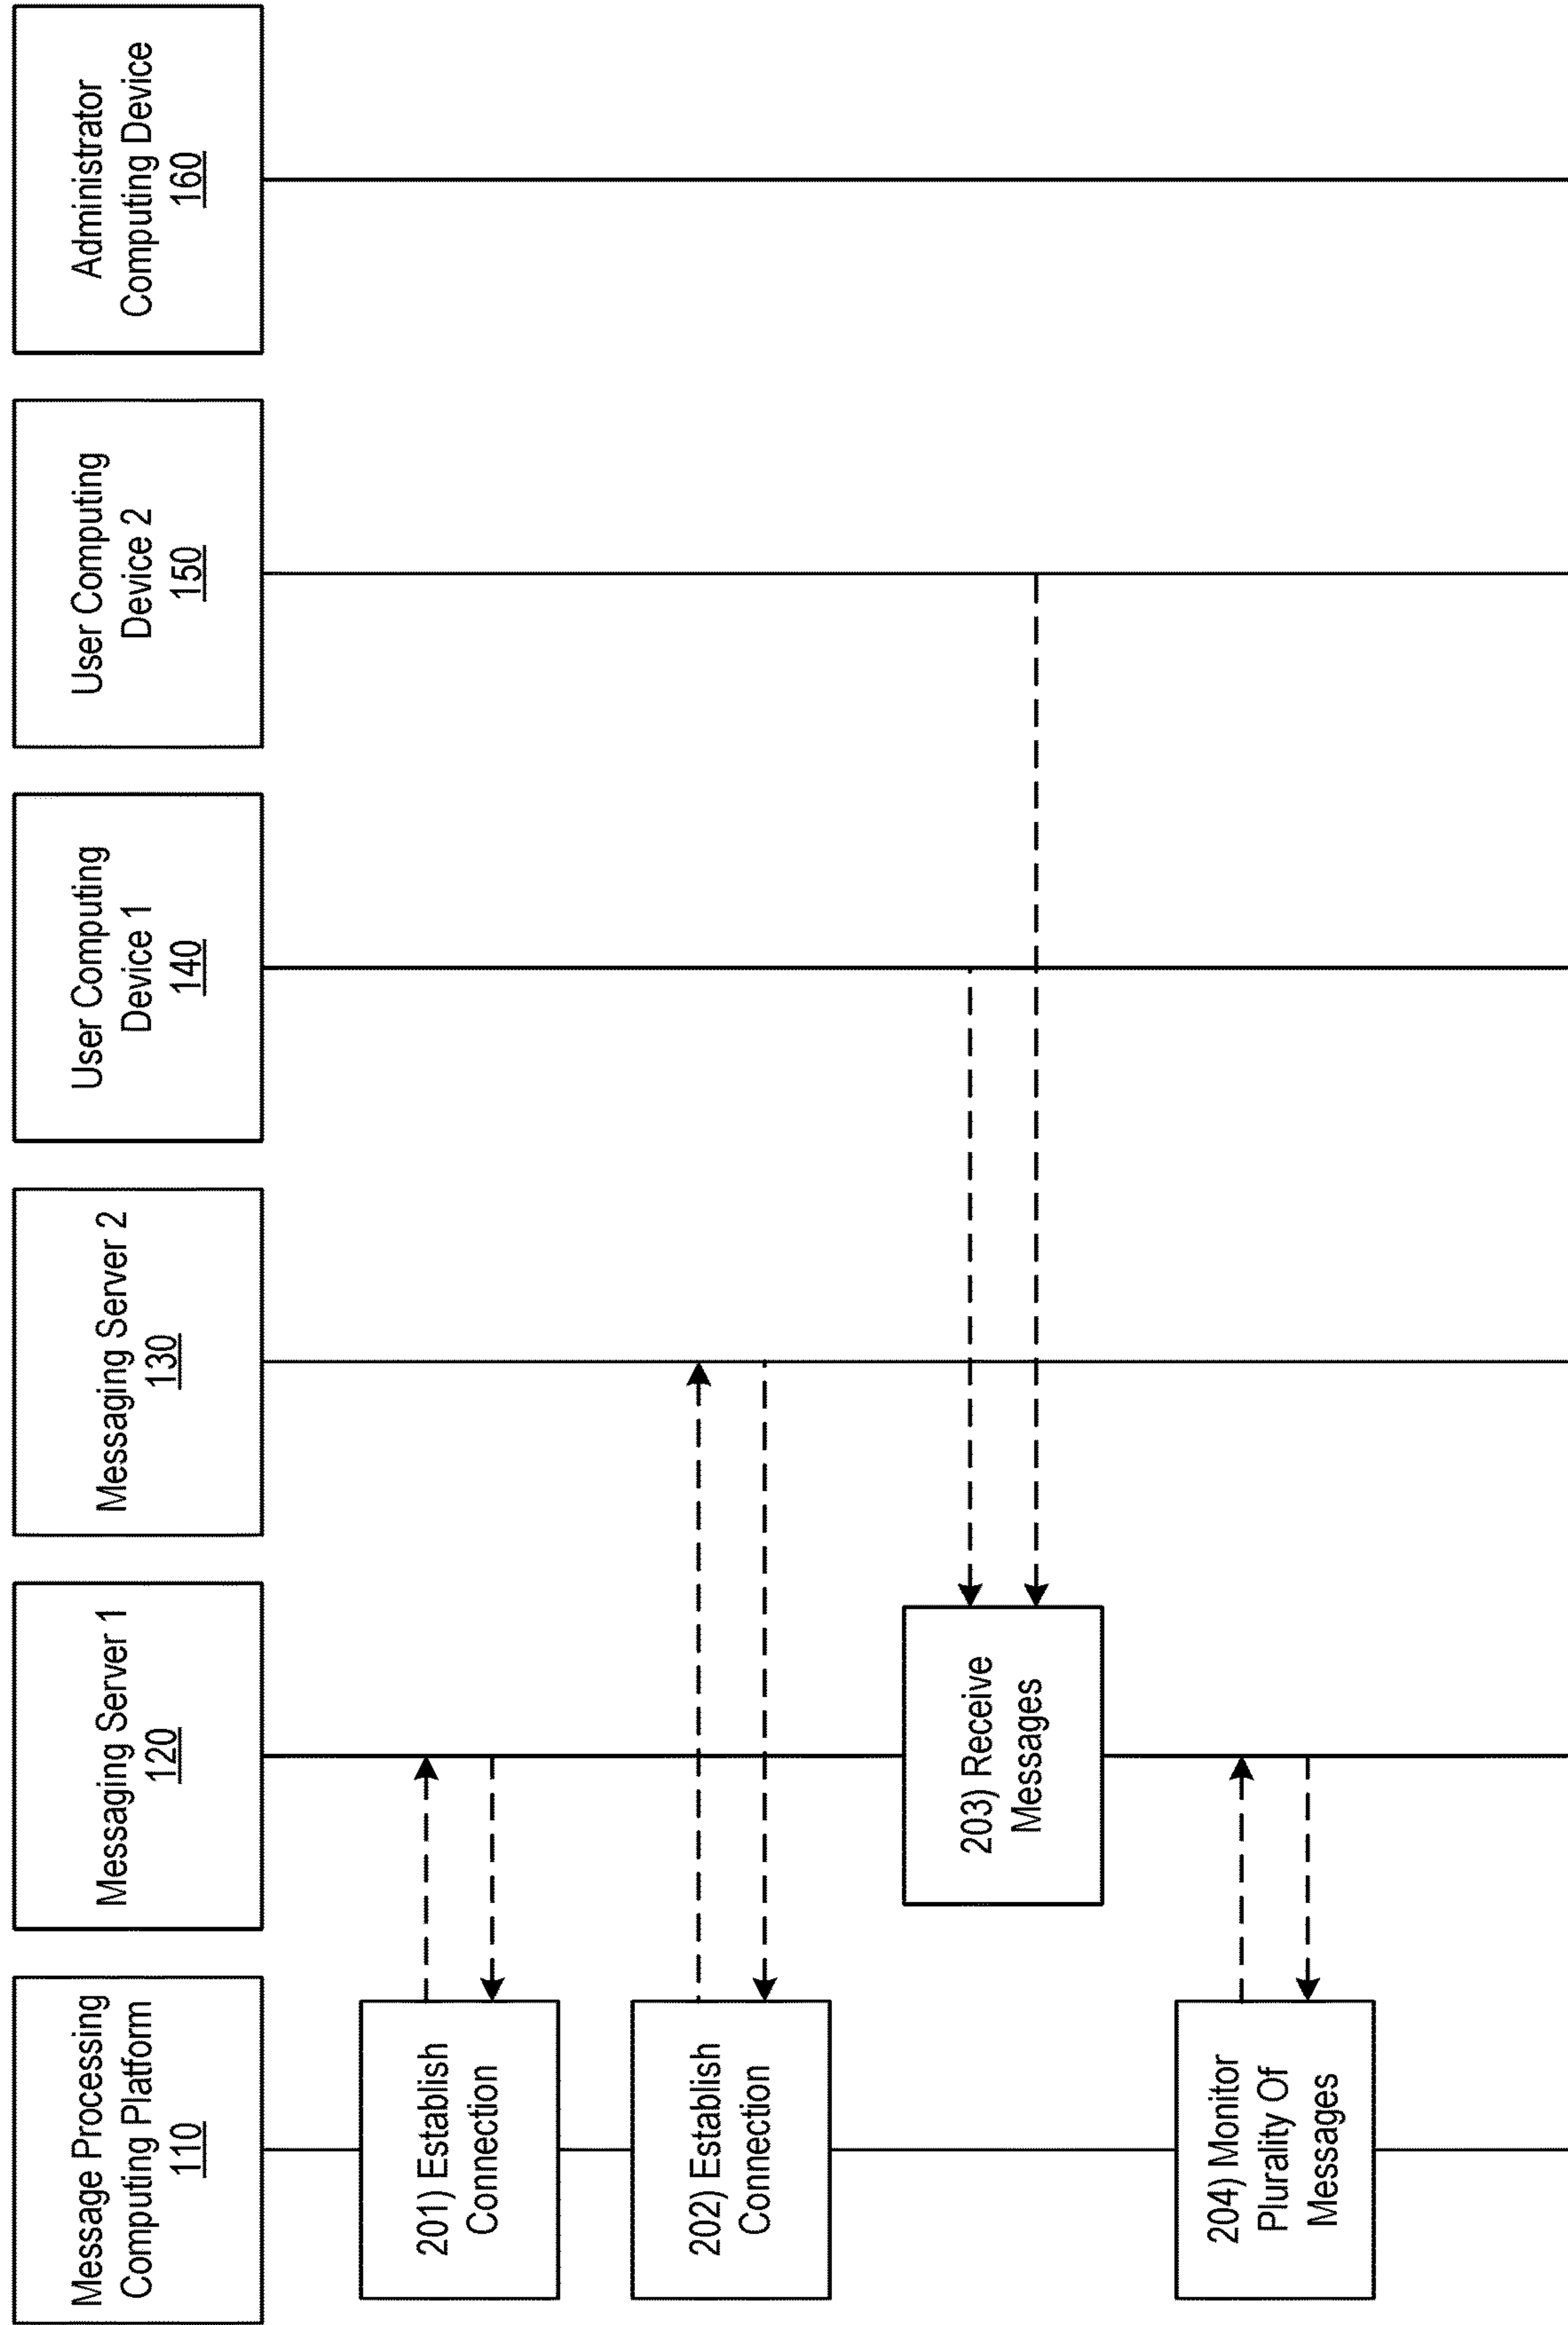 Message Processing
Computing Platform
110
Messaging Server 1
120
Messaging Server 2
130
User Computing
Device 1
140
User Computing
Device 2
150
Administrator
Computing Device
160
201) Establish
Connection
202) Establish
Connection
203) Receive
Messages
204) Monitor
Plurality Of
Messages